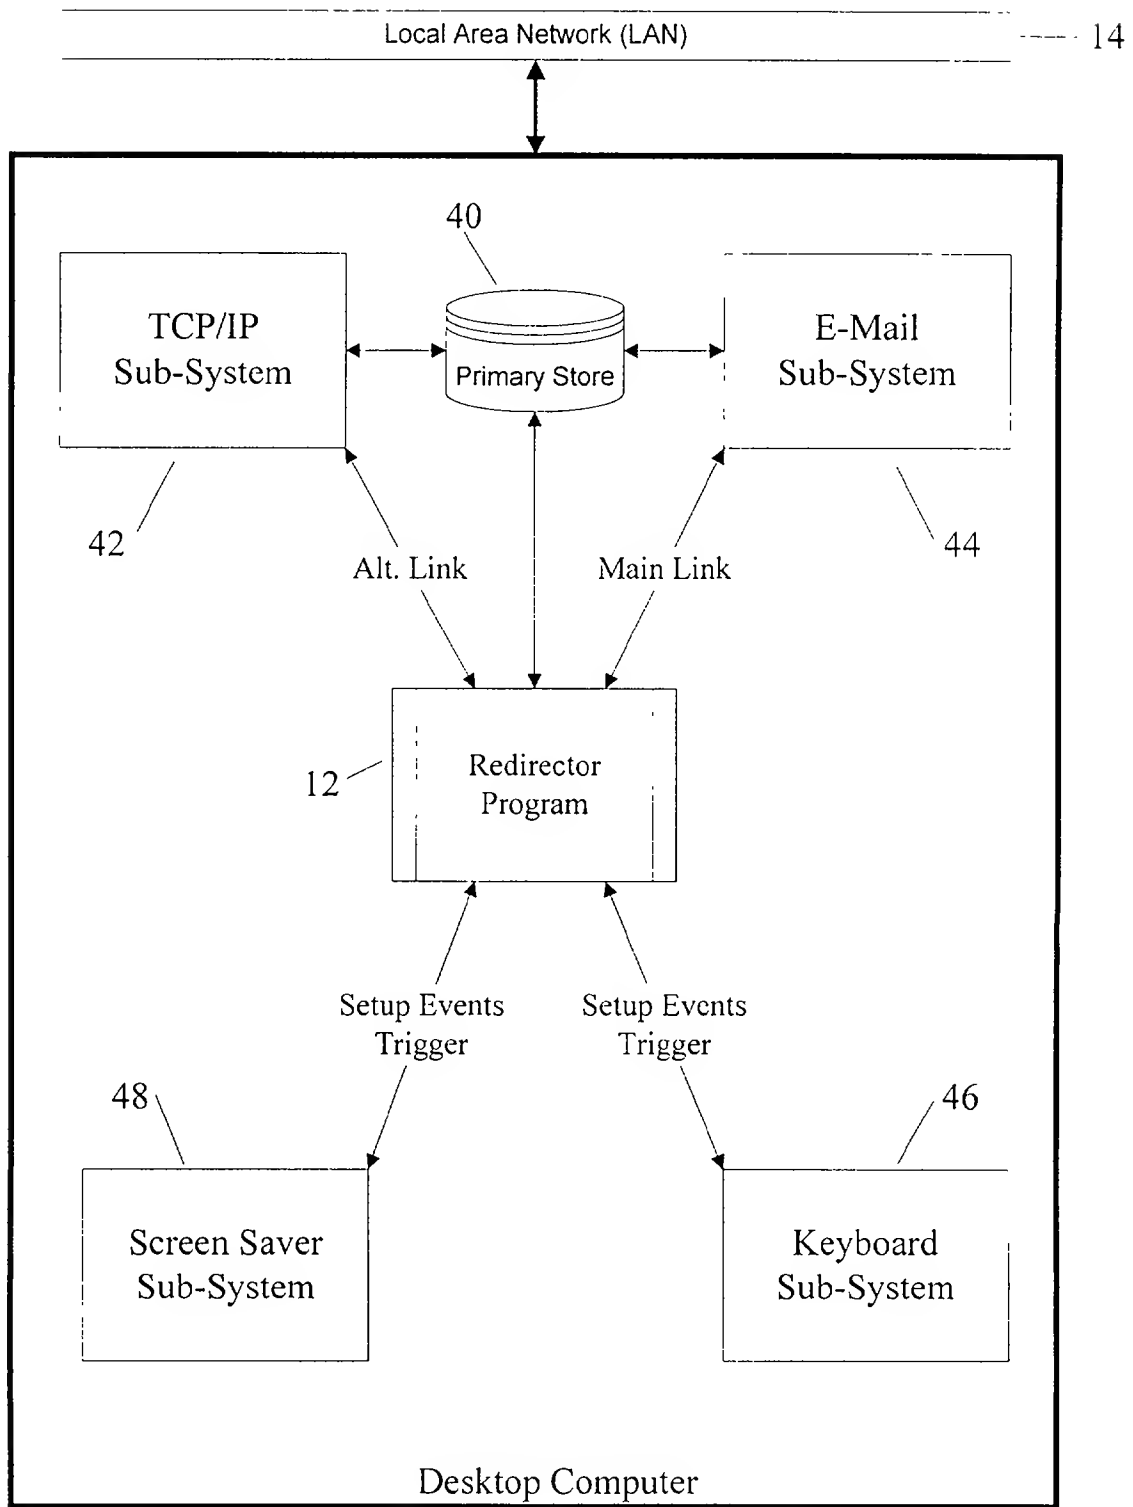 Local Area Network (LAN)
14
40
TCP/IP
Sub-System
Primary Store
E-Mail
Sub-System
42
44
Alt. Link
Main Link
12
Redirector
Program
Setup Events
Trigger
Setup Events
Trigger
48
46
Screen Saver
Sub-System
Keyboard
Sub-System
Desktop Computer